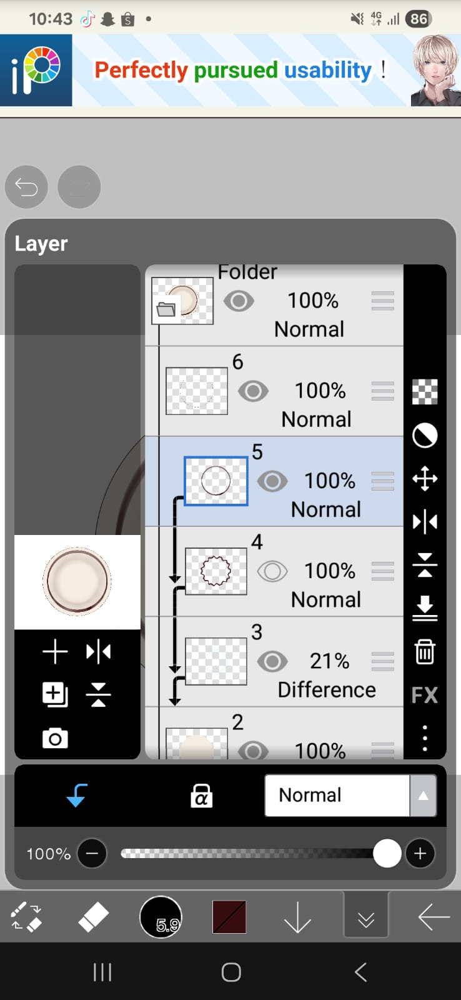 10:43
4G
86
iP
Perfectly pursued usability !
Layer
Folder
100%
Normal
6
100%
Normal
5
100%
Normal
4
100%
Normal
3
21%
Difference
2
100%
FX
α
Normal
100%
5.9